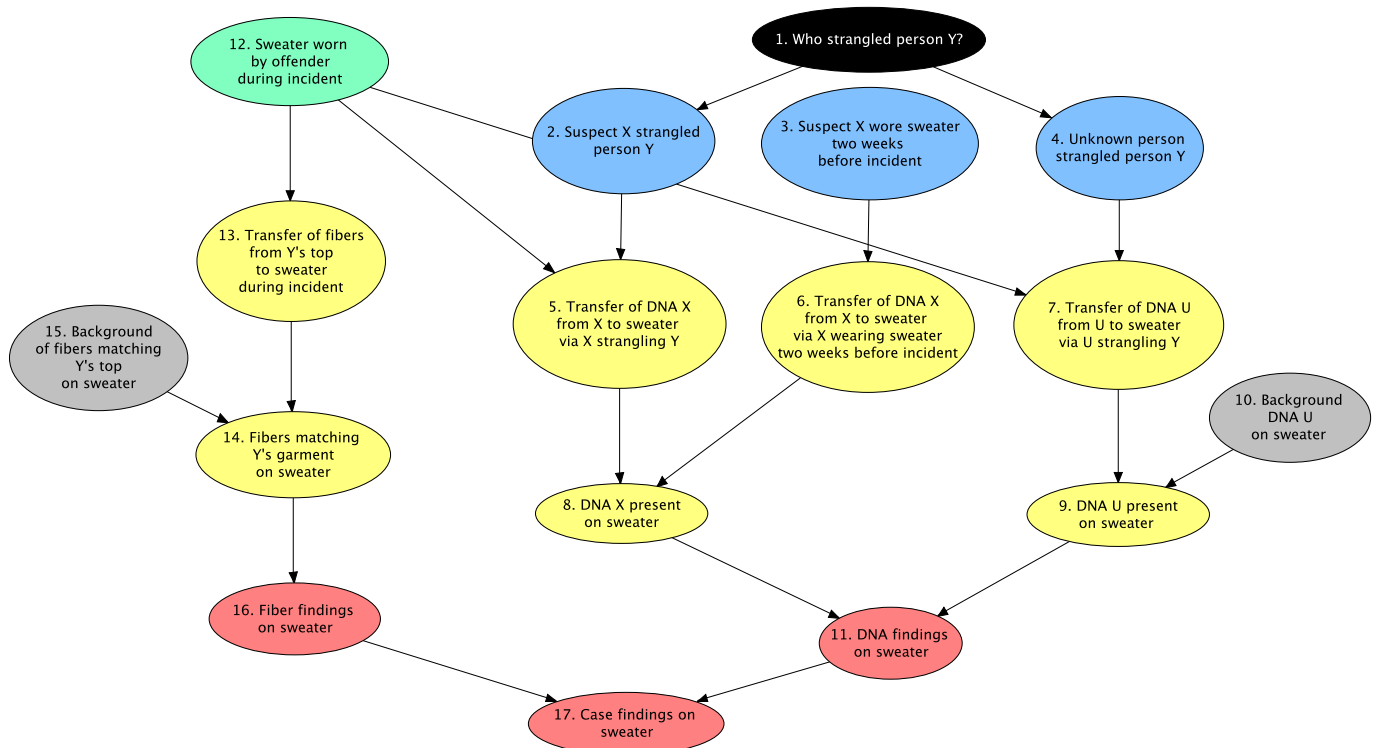 12. Sweater worn
by offender
during incident
1. Who strangled person Y?
2. Suspect X strangled
person Y
3. Suspect X wore sweater
two weeks
before incident
4. Unknown person
strangled person Y
13. Transfer of fibers
from Y's top
to sweater
during incident
5. Transfer of DNA X
from X to sweater
via X strangling Y
6. Transfer of DNA X
from X to sweater
via X wearing sweater
two weeks before incident
7. Transfer of DNA U
from U to sweater
via U strangling Y
15. Background
of fibers matching
Y's top
on sweater
10. Background
DNA U
on sweater
14. Fibers matching
Y's garment
on sweater
8. DNA X present
on sweater
9. DNA U present
on sweater
16. Fiber findings
on sweater
11. DNA findings
on sweater
17. Case findings on
sweater